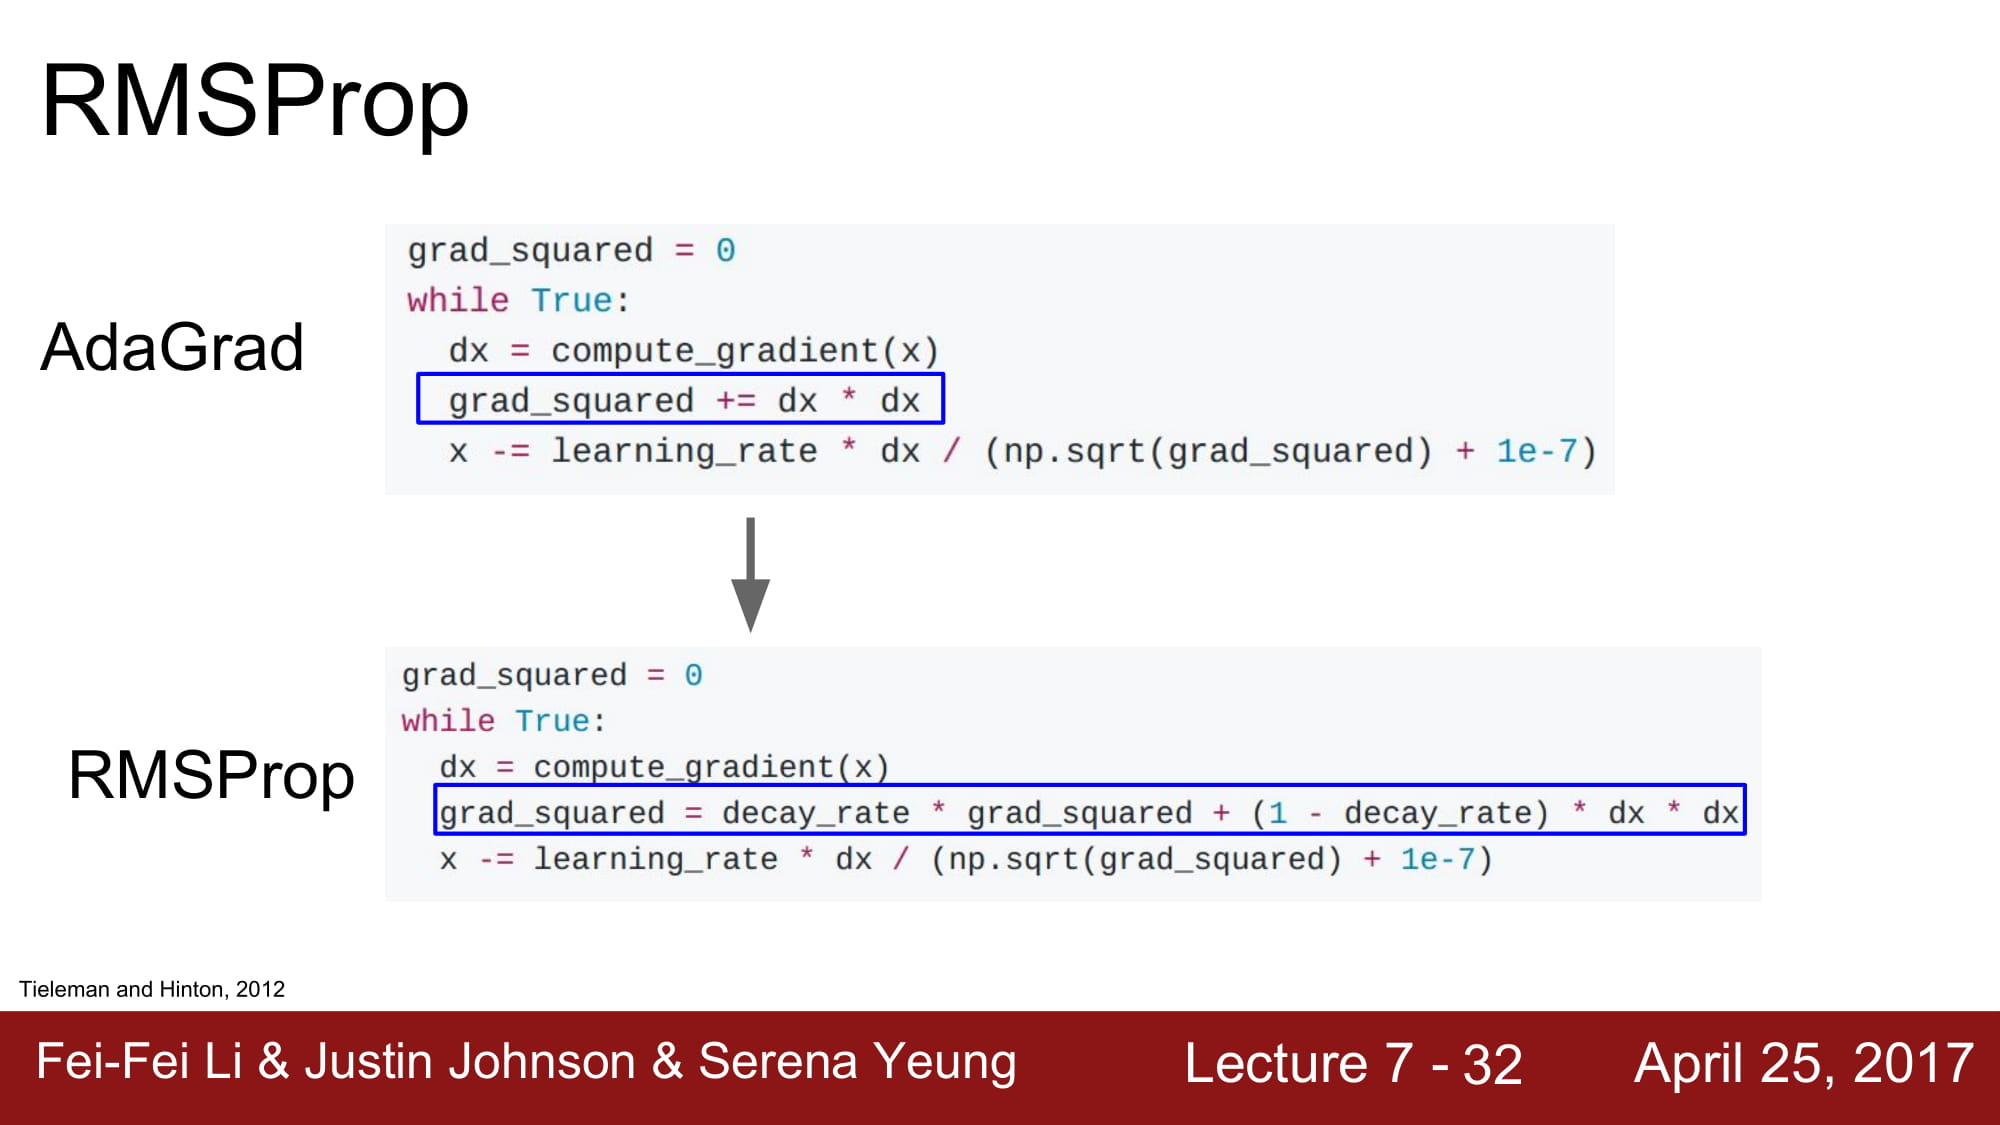 RMSProp
AdaGrad
grad_squared = 0
while True:
  dx = compute_gradient(x)
  grad_squared += dx * dx
  x -= learning_rate * dx / (np.sqrt(grad_squared) + 1e-7)
RMSProp
grad_squared = 0
while True:
  dx = compute_gradient(x)
  grad_squared = decay_rate * grad_squared + (1 - decay_rate) * dx * dx
  x -= learning_rate * dx / (np.sqrt(grad_squared) + 1e-7)
Tieleman and Hinton, 2012
Fei-Fei Li & Justin Johnson & Serena Yeung Lecture 7 - 32 April 25, 2017